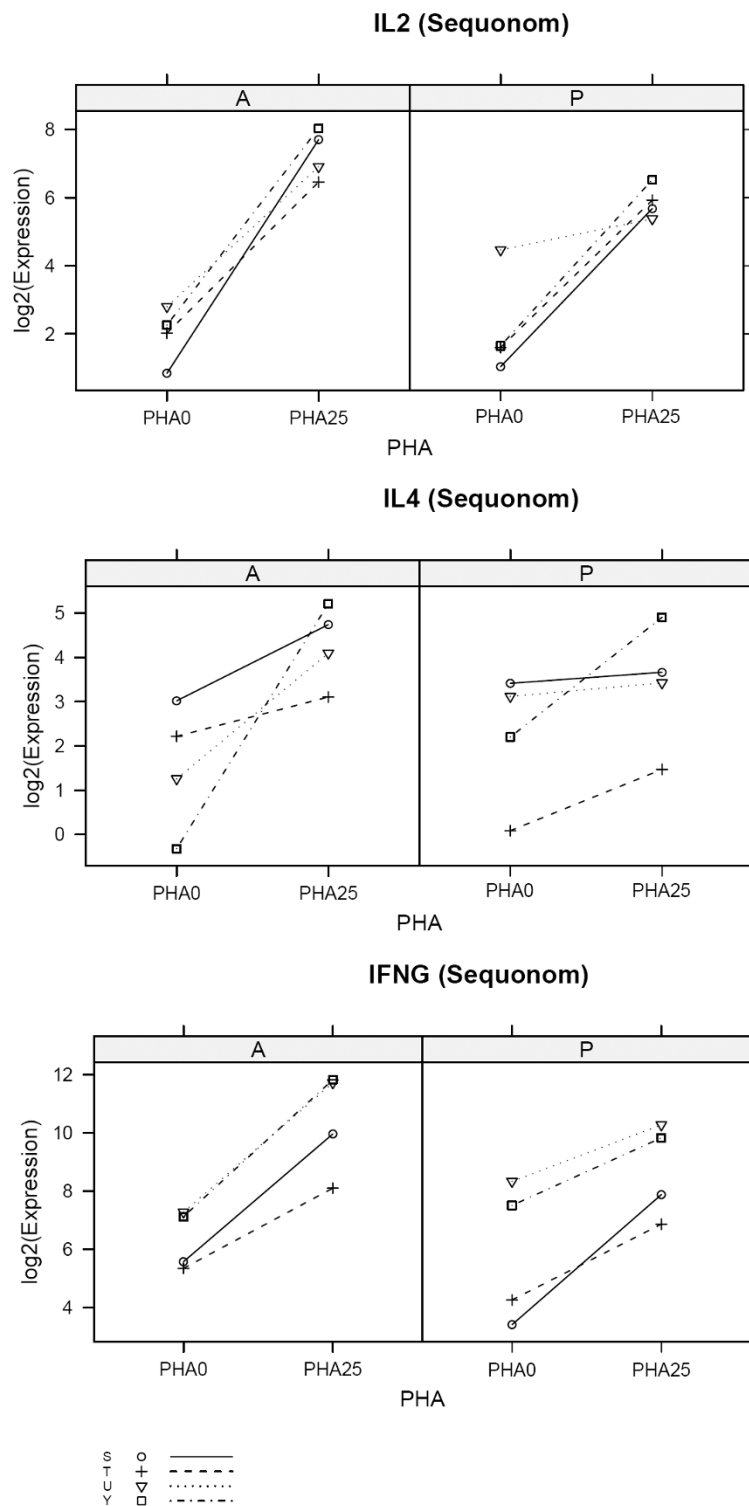 IL2 (Sequonom)
A P
8
6
4
2
log2(Expression)
PHA0 PHA25 PHA0 PHA25
PHA
IL4 (Sequonom)
A P
5
4
3
2
1
0
log2(Expression)
PHA0 PHA25 PHA0 PHA25
PHA
IFNG (Sequonom)
A P
12
10
8
6
4
log2(Expression)
PHA0 PHA25 PHA0 PHA25
PHA
S
T
U
Y